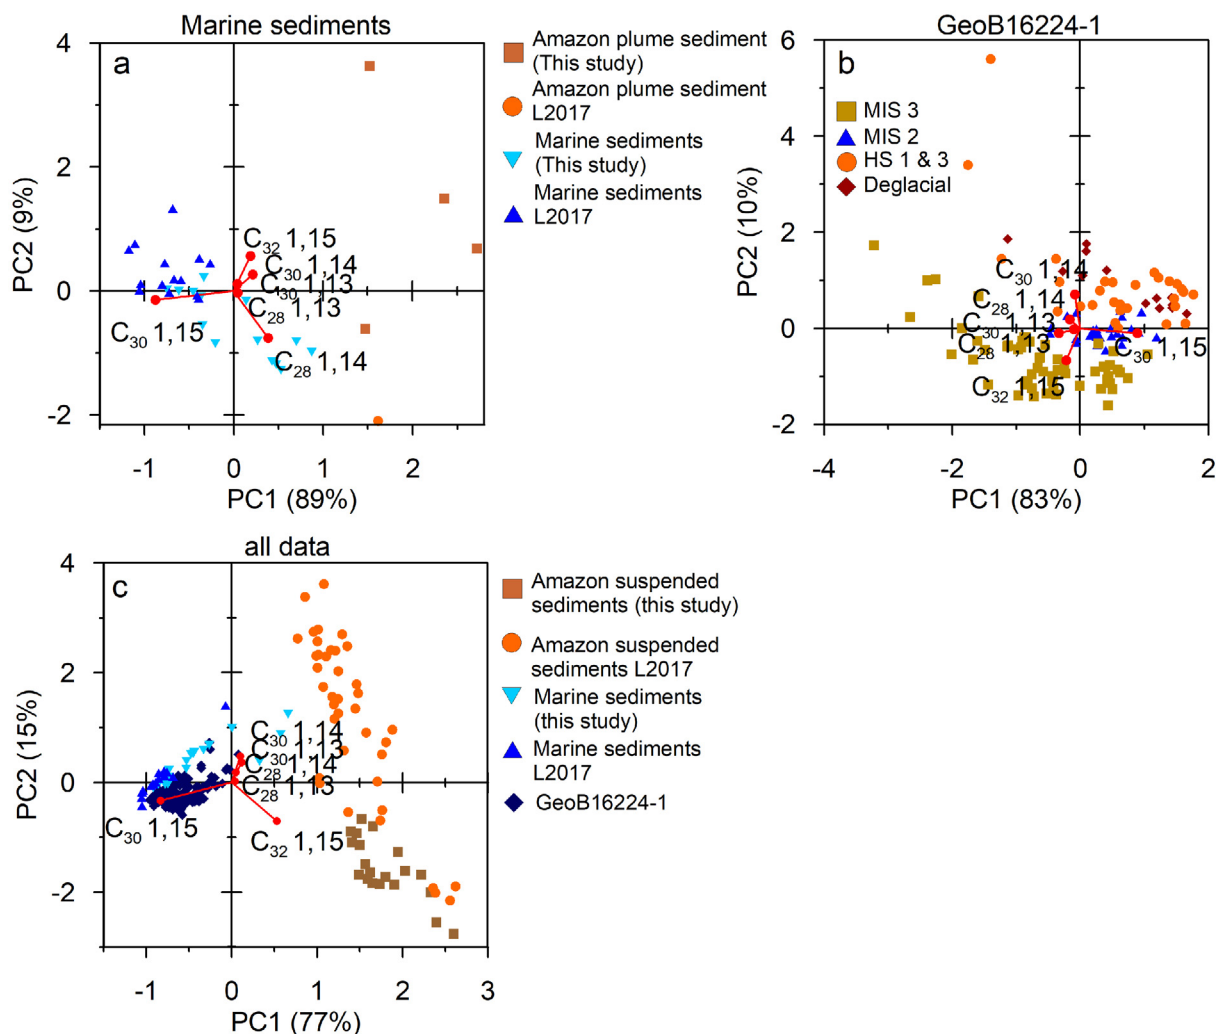 Marine sediments
a
4
2
0
-2
PC2 (9%)
-1
0
1
2
PC1 (89%)
C32 1,15
C30 1,14
C30 1,13
C28 1,13
C30 1,15
C28 1,14
Amazon plume sediment
(This study)
Amazon plume sediment
L2017
Marine sediments
(This study)
Marine sediments
L2017
GeoB16224-1
b
6
4
2
0
-2
PC2 (10%)
-4
-2
0
2
PC1 (83%)
MIS 3
MIS 2
HS 1 & 3
Deglacial
C30 1,14
C28 1,14
C30 1,13
C28 1,13
C30 1,15
C32 1,15
all data
c
4
2
0
-2
PC2 (15%)
-1
0
1
2
3
PC1 (77%)
C30 1,14
C30 1,13
C28 1,14
C28 1,13
C30 1,15
C32 1,15
Amazon suspended
sediments (this study)
Amazon suspended
sediments L2017
Marine sediments
(this study)
Marine sediments
L2017
GeoB16224-1